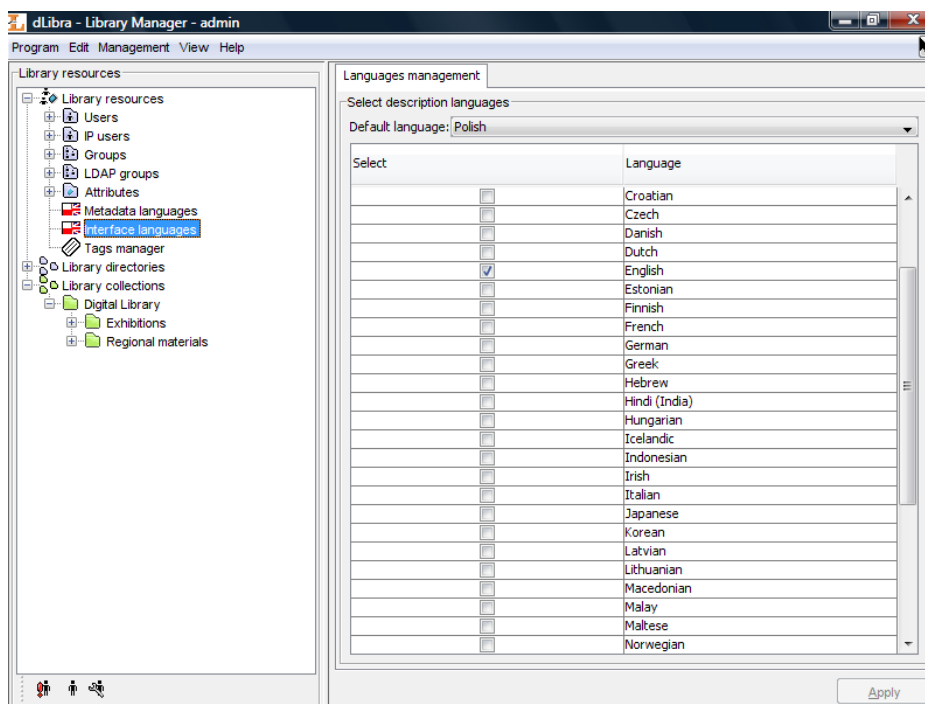 dLibra - Library Manager - admin
Program Edit Management View Help
Library resources
Library resources
Users
IP users
Groups
LDAP groups
Attributes
Metadata languages
Interface languages
Tags manager
Library directories
Library collections
Digital Library
Exhibitions
Regional materials
Languages management
Select description languages
Default language: Polish
Select Language
Croatian
Czech
Danish
Dutch
English
Estonian
Finnish
French
German
Greek
Hebrew
Hindi (India)
Hungarian
Icelandic
Indonesian
Irish
Italian
Japanese
Korean
Latvian
Lithuanian
Macedonian
Malay
Maltese
Norwegian
Apply